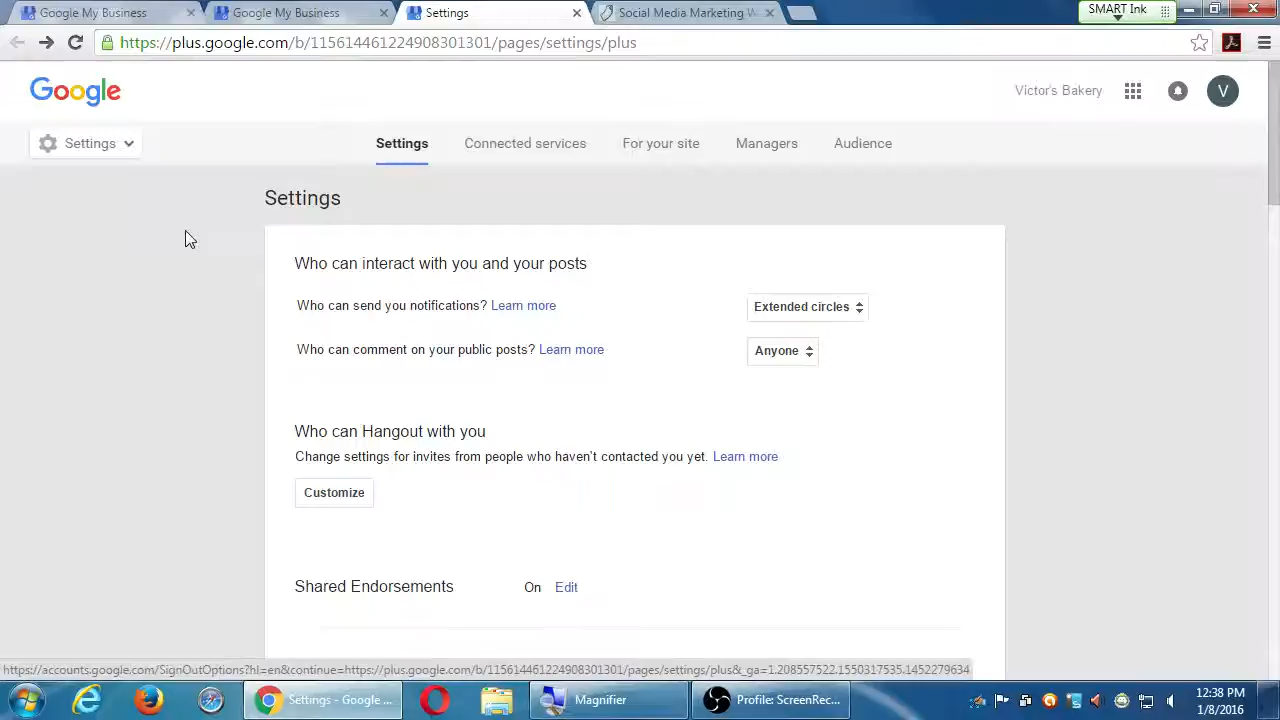 Google My Business
Google My Business
Settings
Social Media Marketing W
SMART Ink
https://plus.google.com/b/115614461224908301301/pages/settings/plus
Google
Victor's Bakery
V
Settings
Settings
Connected services
For your site
Managers
Audience
Settings
Who can interact with you and your posts
Who can send you notifications? Learn more
Extended circles
Who can comment on your public posts? Learn more
Anyone
Who can Hangout with you
Change settings for invites from people who haven't contacted you yet. Learn more
Customize
Shared Endorsements
On
Edit
https://accounts.google.com/SignOutOptions?hl=en&continue=https://plus.google.com/b/115614461224908301301/pages/settings/plus&_ga=1.208557522.1550317535.1452279634
Settings - Google ...
Magnifier
Profile: ScreenRec...
12:38 PM
1/8/2016